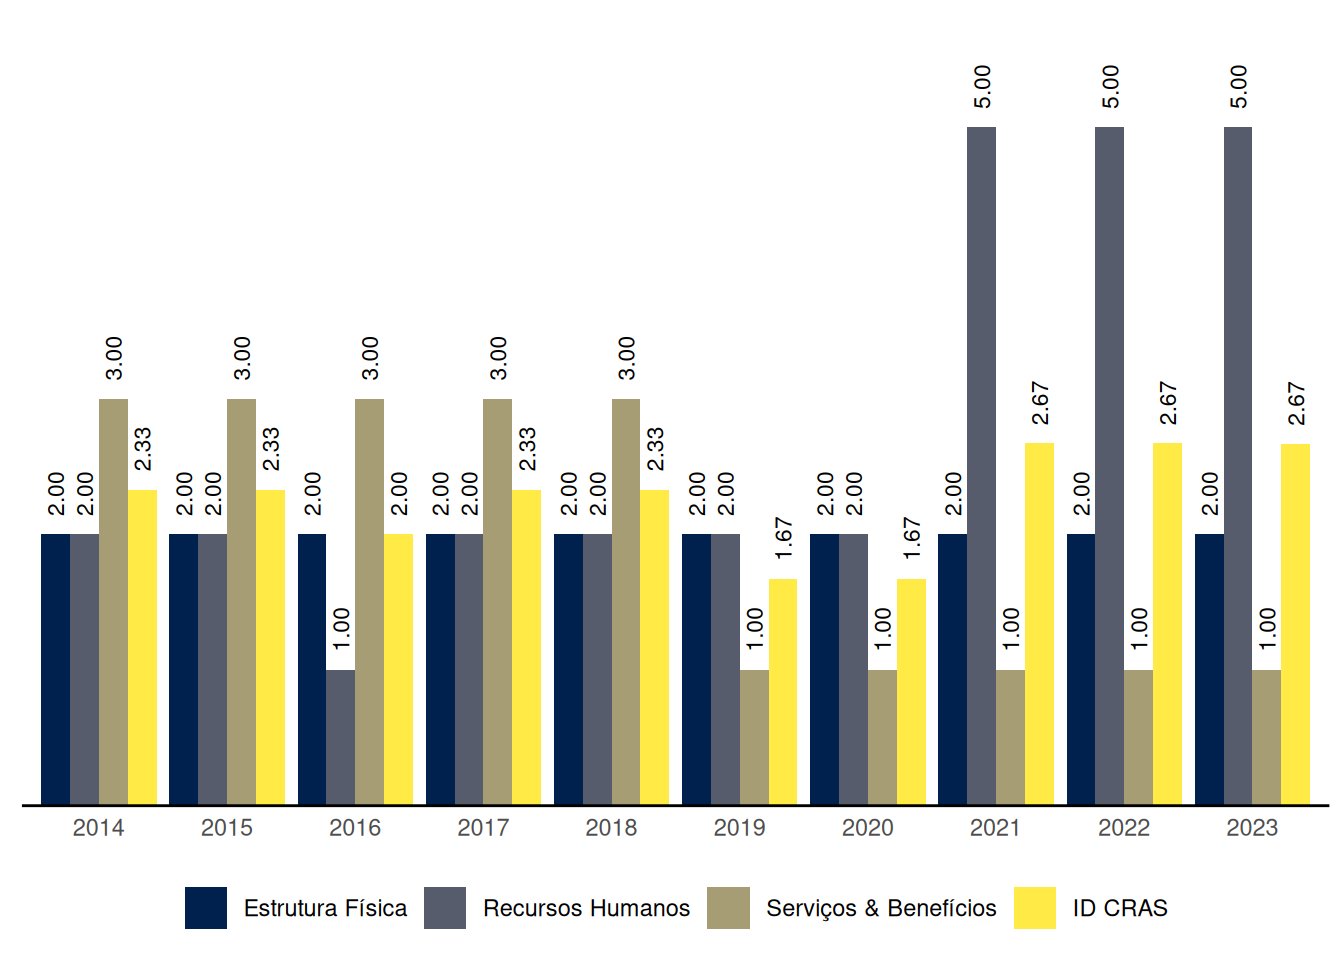 5.00 5.00 5.00
3.00 3.00 3.00 3.00 3.00 2.67 2.67 2.67
2.33 2.33 2.33 2.33
2.00 2.00 2.00 2.00 2.00 2.00 2.00 2.00 2.00 2.00 2.00 2.00 2.00 2.00 2.00 2.00 2.00
1.67 1.67
1.00 1.00 1.00 1.00 1.00 1.00
2014 2015 2016 2017 2018 2019 2020 2021 2022 2023
Estrutura Física Recursos Humanos Serviços & Benefícios ID CRAS